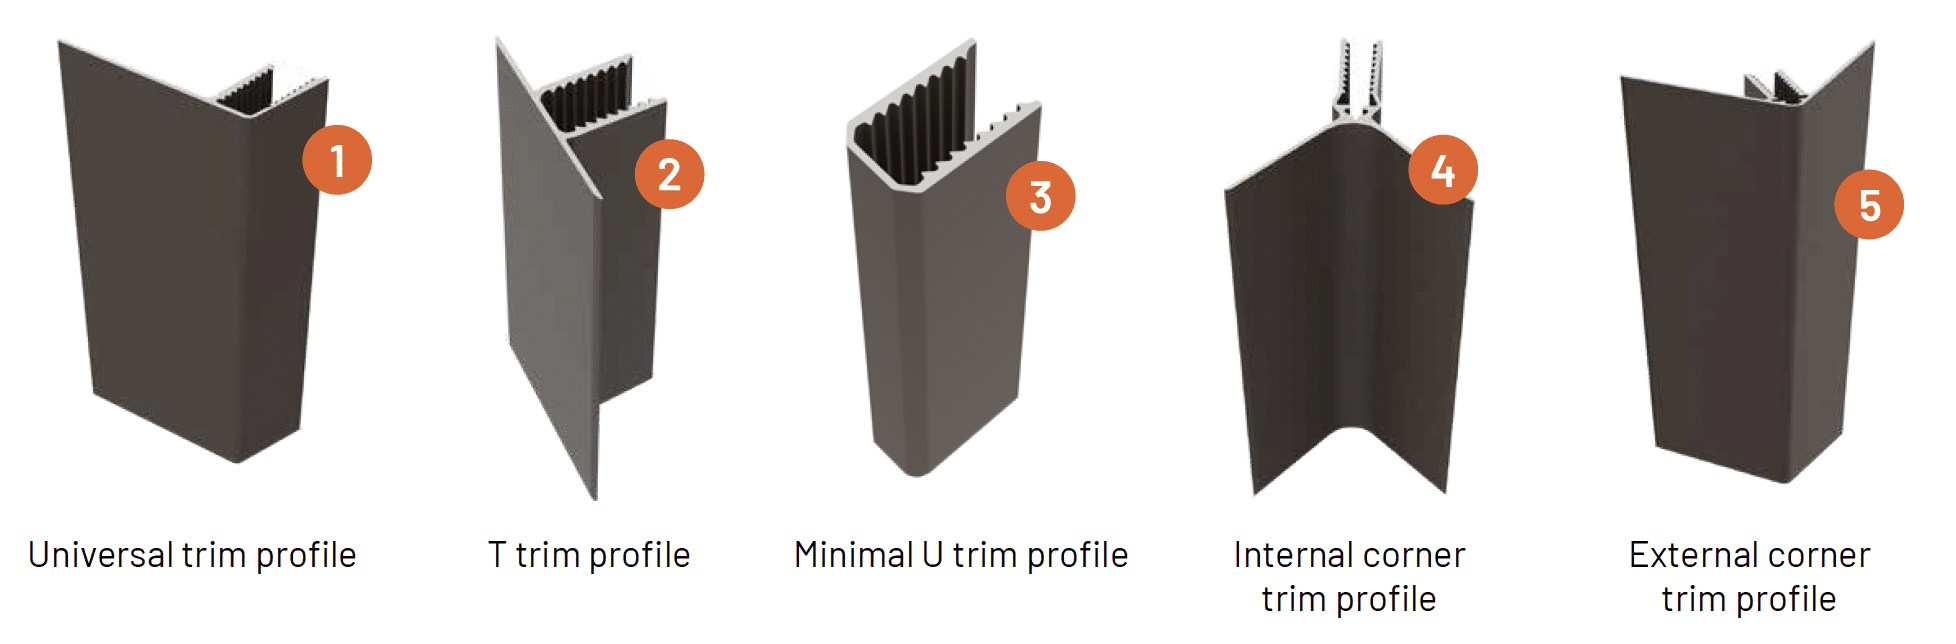 1
2
3
4
5
Universal trim profile
T trim profile
Minimal U trim profile
Internal corner
trim profile
External corner
trim profile